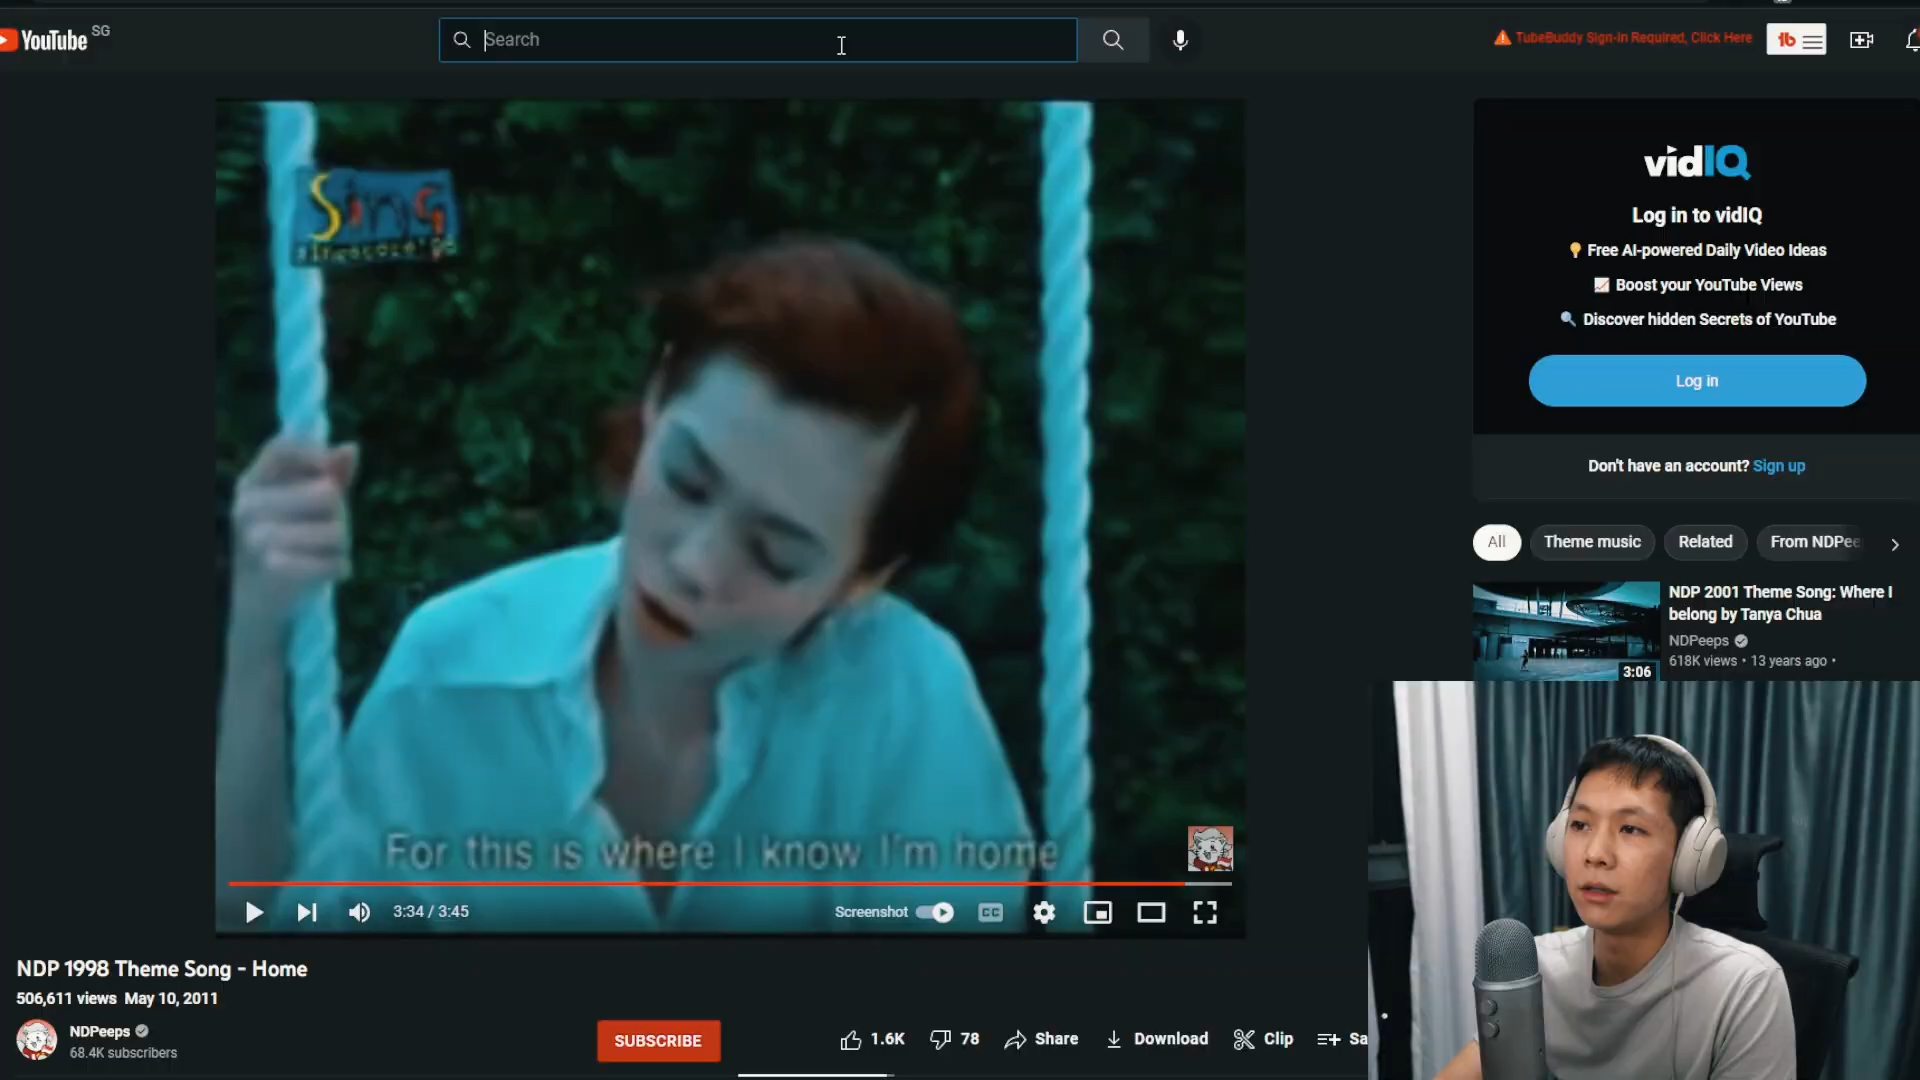 YouTube SG
Search
TubeBuddy Sign-in Required, Click Here
tb
Sing
vidIQ
Log in to vidIQ
Free AI-powered Daily Video Ideas
Boost your YouTube Views
Discover hidden Secrets of YouTube
Log in
Don't have an account? Sign up
All
Theme music
Related
From NDPee
NDP 2001 Theme Song: Where I
belong by Tanya Chua
NDPeeps
618K views • 13 years ago •
3:06
For this is where I know I'm home
3:34 / 3:45
Screenshot
CC
NDP 1998 Theme Song - Home
506,611 views May 10, 2011
NDPeeps
68.4K subscribers
SUBSCRIBE
1.6K
78
Share
Download
Clip
Sa